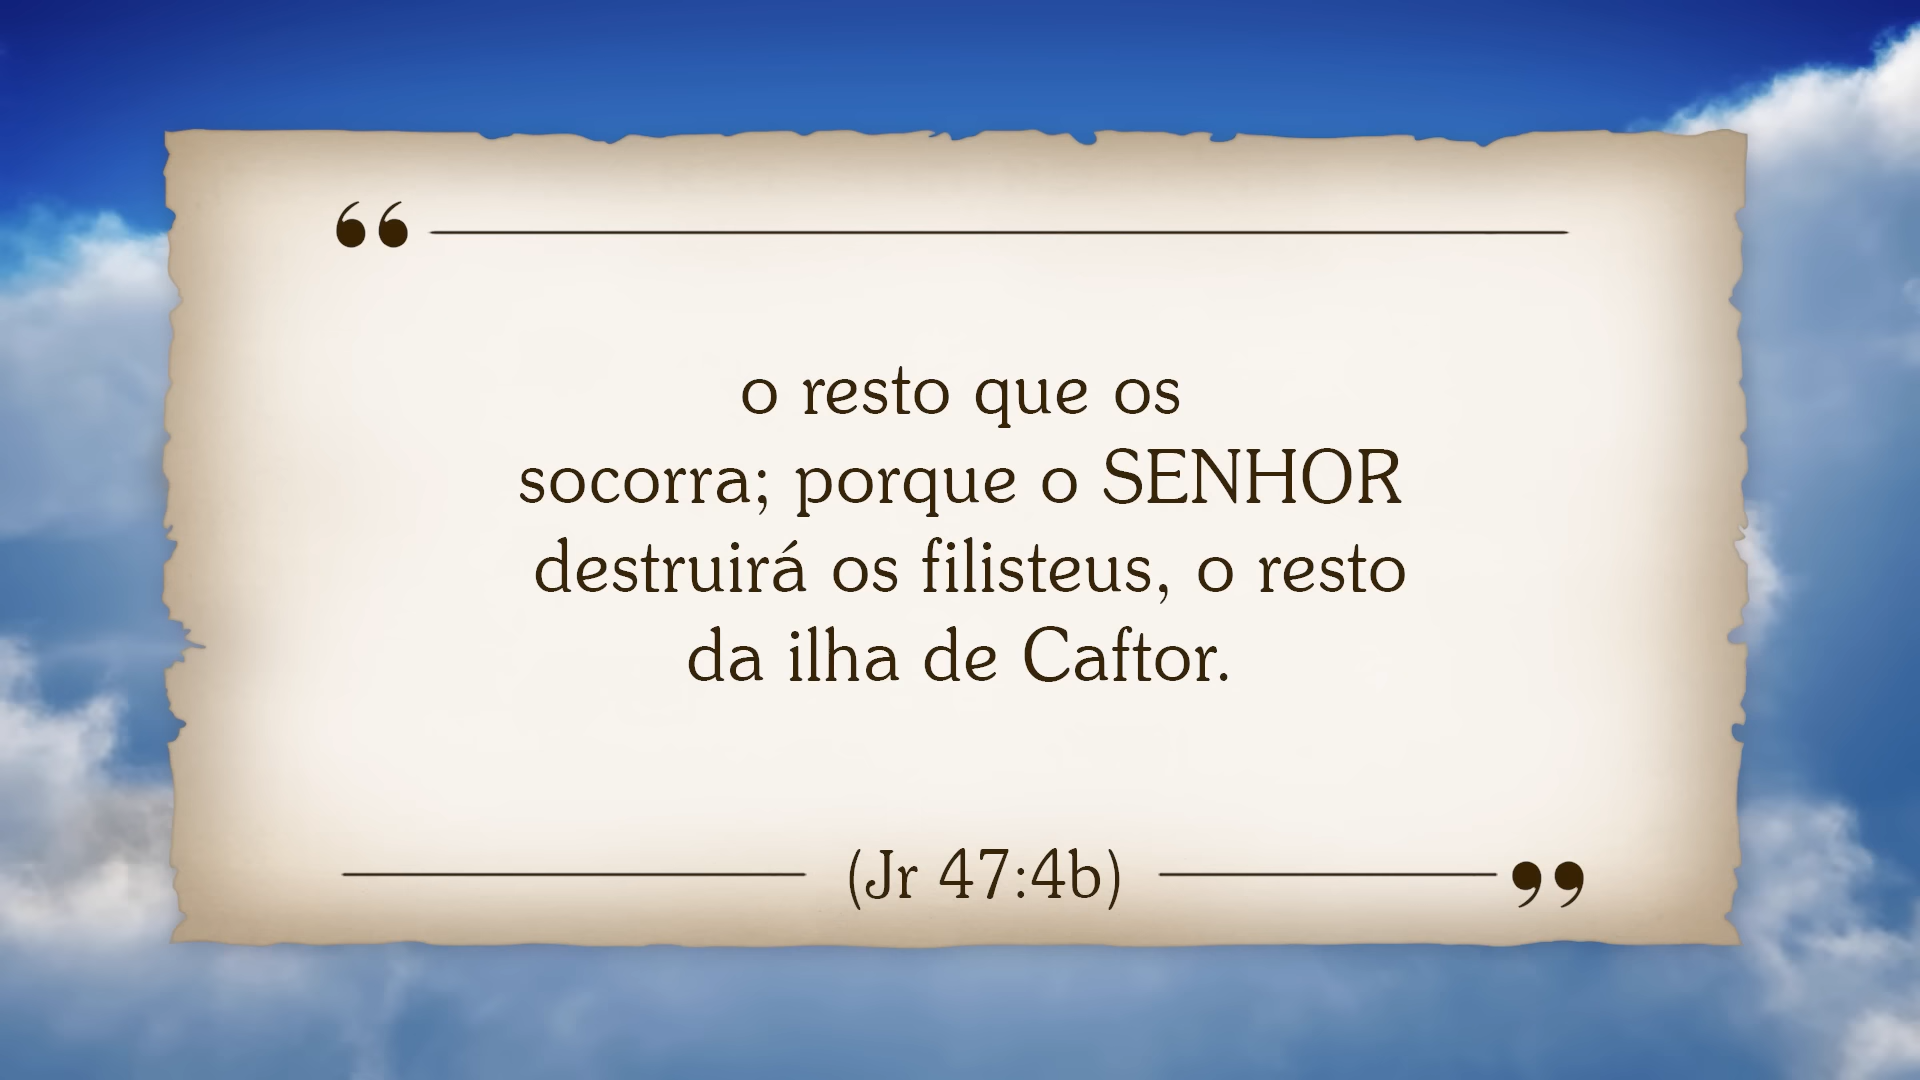 “
o resto que os
socorra; porque o SENHOR
destruirá os filisteus, o resto
da ilha de Caftor.
(Jr 47:4b)
”